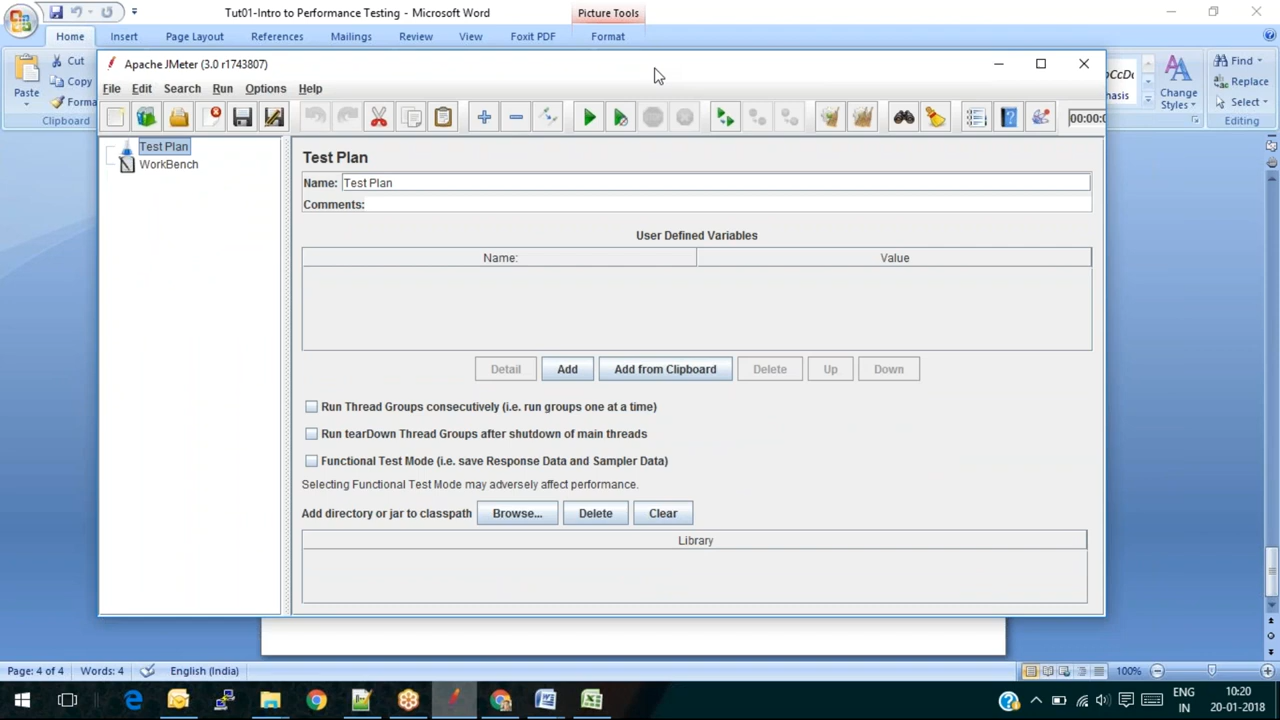 Tut01-Intro to Performance Testing - Microsoft Word
Picture Tools
Home Insert Page Layout References Mailings Review View Foxit PDF Format
Cut
Copy
Forma
Paste
Clipboard
Change
Styles
Find
Replace
Select
Editing
Apache JMeter (3.0 r1743807)
File Edit Search Run Options Help
00:00:0
Test Plan
WorkBench
Test Plan
Name: Test Plan
Comments:
User Defined Variables
Name: Value
Detail Add Add from Clipboard Delete Up Down
Run Thread Groups consecutively (i.e. run groups one at a time)
Run tearDown Thread Groups after shutdown of main threads
Functional Test Mode (i.e. save Response Data and Sampler Data)
Selecting Functional Test Mode may adversely affect performance.
Add directory or jar to classpath Browse... Delete Clear
Library
Page: 4 of 4 Words: 4 English (India) 100%
ENG
IN
10:20
20-01-2018